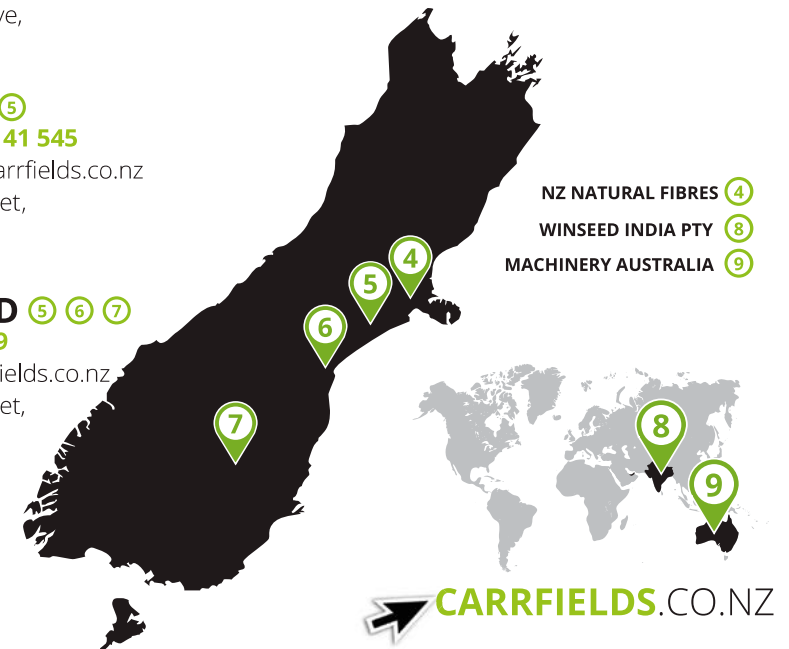 ve,
5
41 545
arrfields.co.nz
et,
D 5 6 7
9
ields.co.nz
et,
NZ NATURAL FIBRES 4
WINSEED INDIA PTY 8
MACHINERY AUSTRALIA 9
4
5
6
7
8
9
CARRFIELDS.CO.NZ